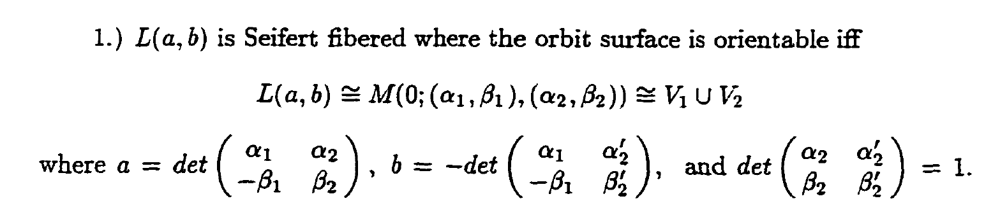 1.) L(a, b) is Seifert fibered where the orbit surface is orientable iff
L(a, b) ≅ M(0; (α₁, β₁), (α₂, β₂)) ≅ V₁ ∪ V₂
where a = det ( α₁ α₂ ; −β₁ β₂ ), b = −det ( α₁ α₂′ ; −β₁ β₂′ ), and det ( α₂ α₂′ ; β₂ β₂′ ) = 1.